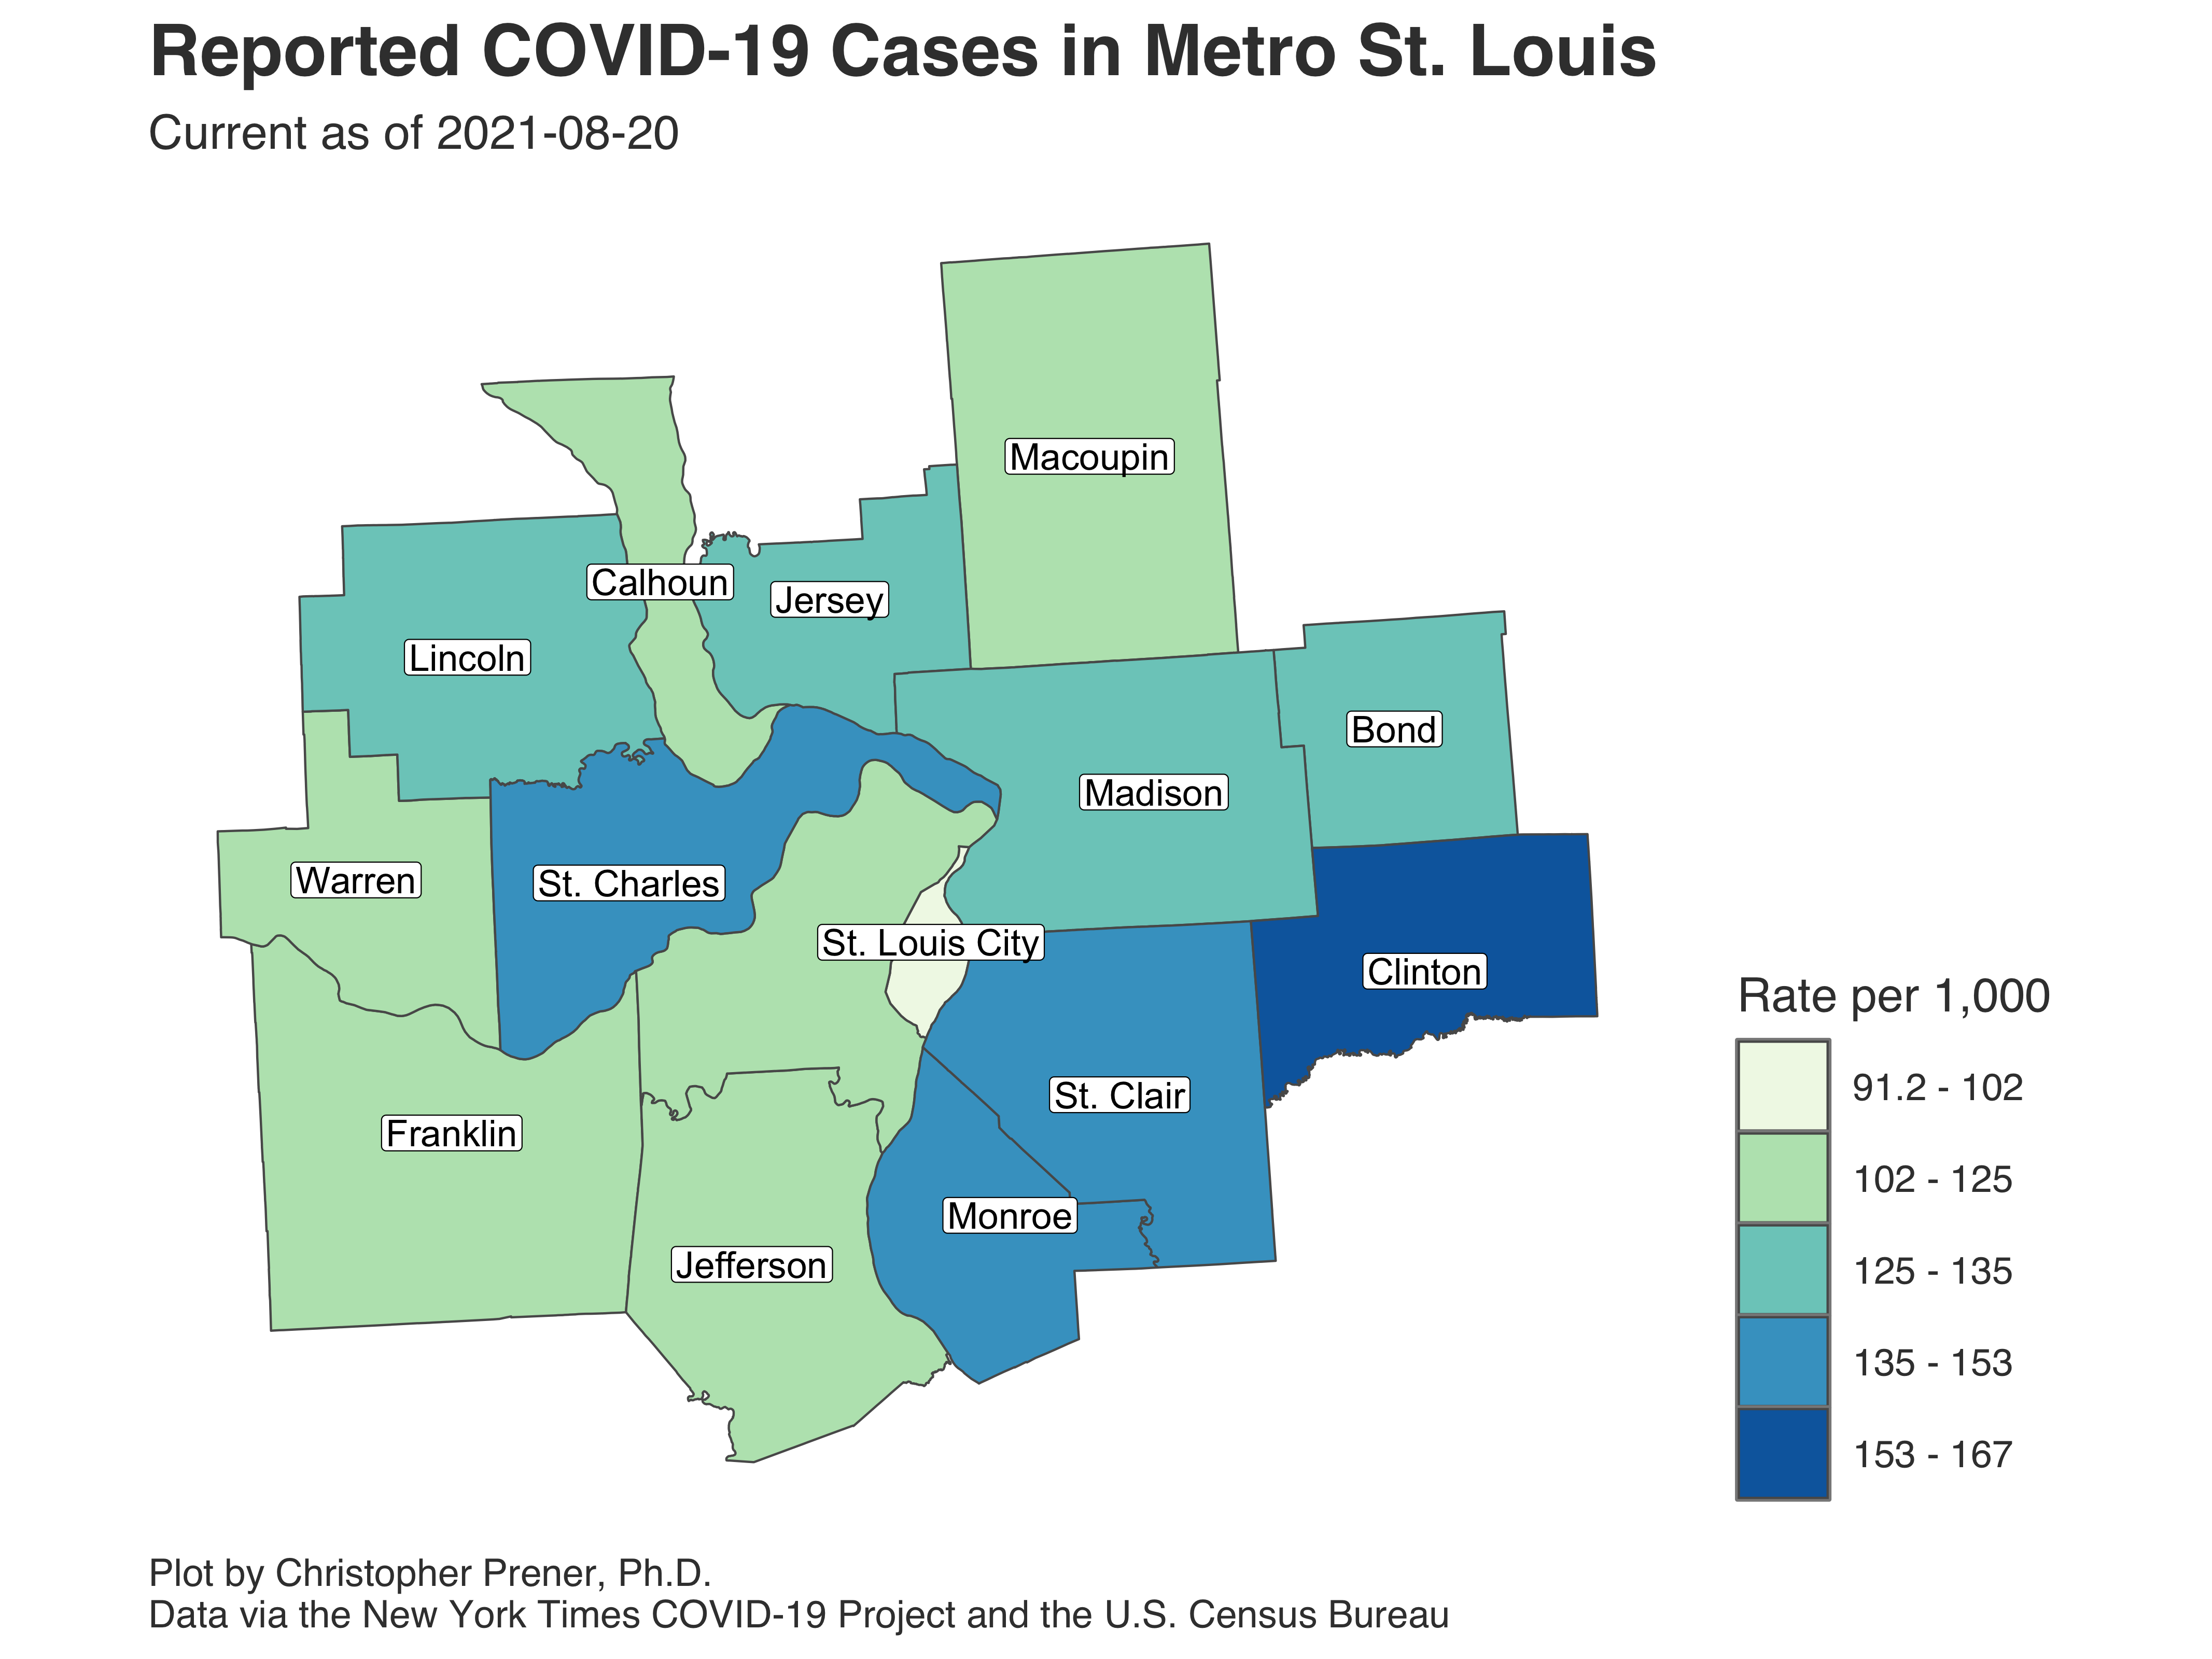 Reported COVID-19 Cases in Metro St. Louis
Current as of 2021-08-20
Macoupin
Calhoun
Jersey
Lincoln
Bond
Madison
Warren
St. Charles
St. Louis City
Clinton
St. Clair
Franklin
Monroe
Jefferson
Rate per 1,000
91.2 - 102
102 - 125
125 - 135
135 - 153
153 - 167
Plot by Christopher Prener, Ph.D.
Data via the New York Times COVID-19 Project and the U.S. Census Bureau